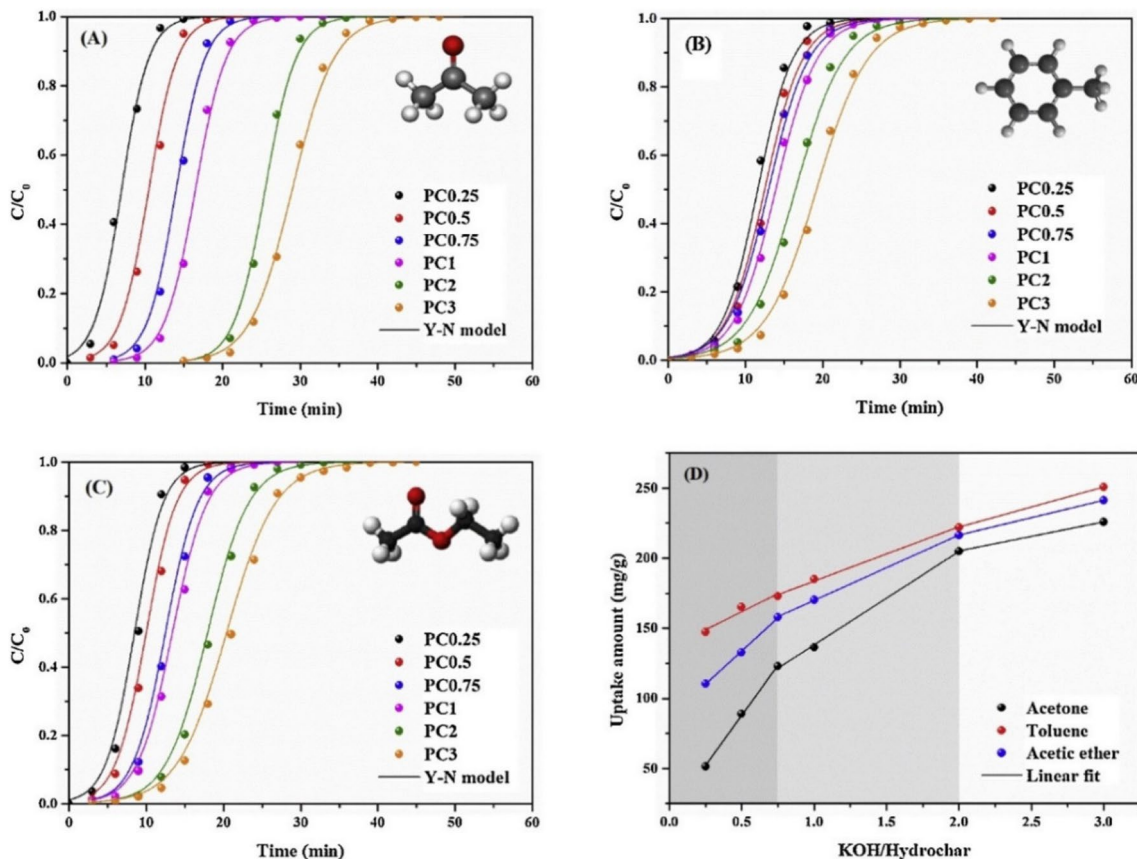 (A)
1.0
0.8
0.6
0.4
0.2
0.0
C/C0
PC0.25
PC0.5
PC0.75
PC1
PC2
PC3
Y-N model
0 10 20 30 40 50 60
Time (min)
(B)
1.0
0.8
0.6
0.4
0.2
0.0
C/C0
PC0.25
PC0.5
PC0.75
PC1
PC2
PC3
Y-N model
0 10 20 30 40 50 60
Time (min)
(C)
1.0
0.8
0.6
0.4
0.2
0.0
C/C0
PC0.25
PC0.5
PC0.75
PC1
PC2
PC3
Y-N model
0 10 20 30 40 50 60
Time (min)
(D)
250
200
150
100
50
Uptake amount (mg/g)
Acetone
Toluene
Acetic ether
Linear fit
0.0 0.5 1.0 1.5 2.0 2.5 3.0
KOH/Hydrochar